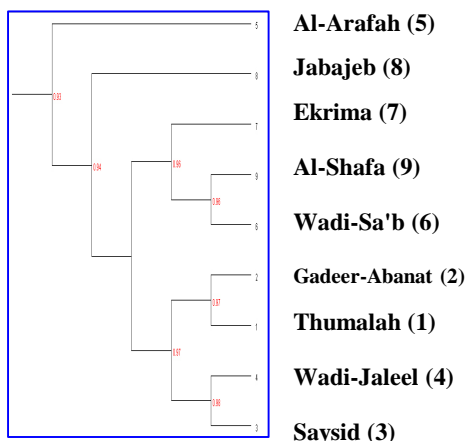 5 Al-Arafah (5)
8 Jabajeb (8)
0.93
7 Ekrima (7)
0.94
0.95
9 Al-Shafa (9)
0.96
6 Wadi-Sa'b (6)
2 Gadeer-Abanat (2)
0.97
1 Thumalah (1)
0.97
4 Wadi-Jaleel (4)
0.98
3 Saysid (3)